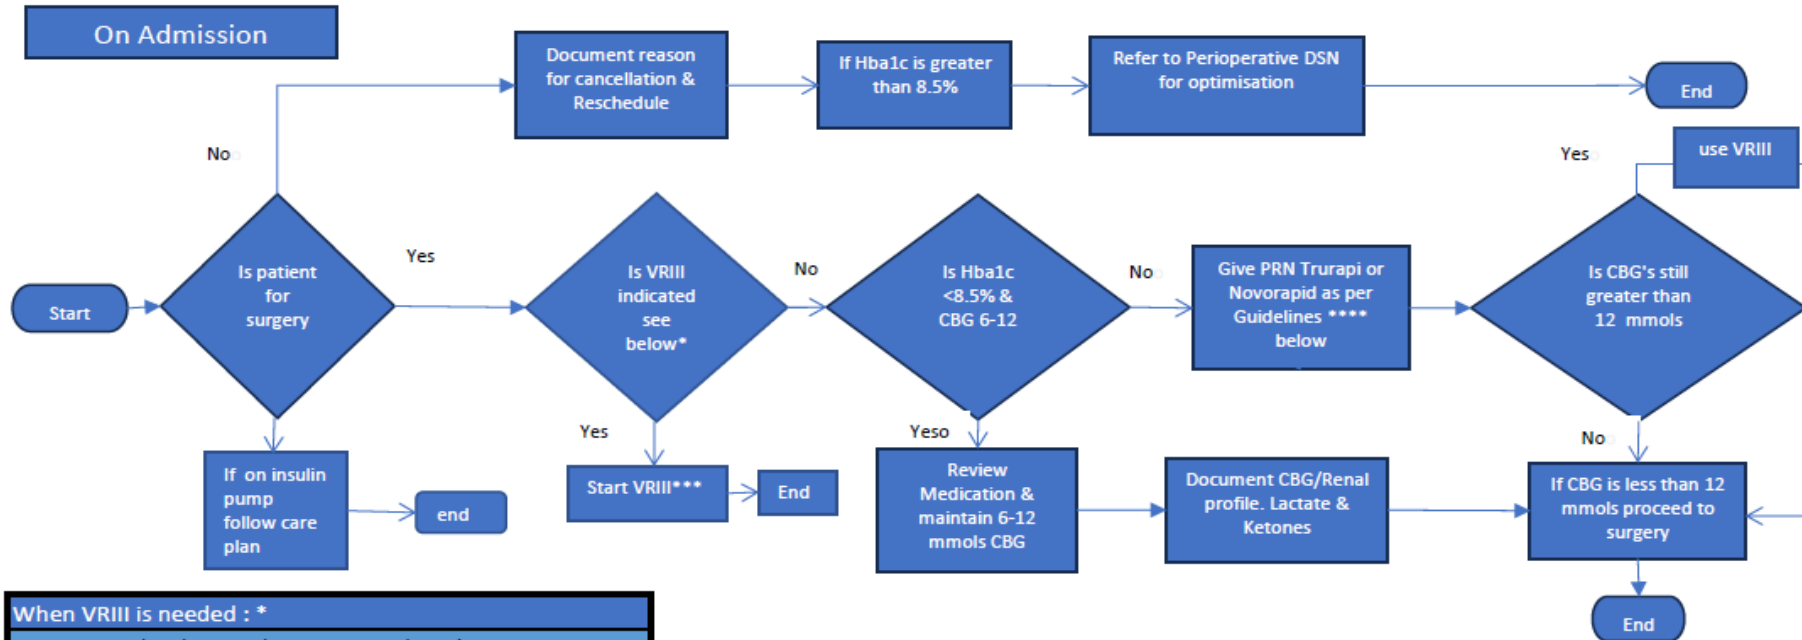 On Admission
Document reason
for cancellation &
Reschedule
If Hba1c is greater
than 8.5%
Refer to Perioperative DSN
for optimisation
End
No
Yes
use VRIII
Start
Is patient
for
surgery
Yes
Is VRIII
indicated
see
below*
No
Is Hba1c
<8.5% &
CBG 6-12
No
Give PRN Trurapi or
Novorapid as per
Guidelines ****
below
Is CBG's still
greater than
12 mmols
Yes
Yeso
No
If on insulin
pump
follow care
plan
end
Start VRIII***
End
Review
Medication &
maintain 6-12
mmols CBG
Document CBG/Renal
profile. Lactate &
Ketones
If CBG is less than 12
mmols proceed to
surgery
End
When VRIII is needed : *